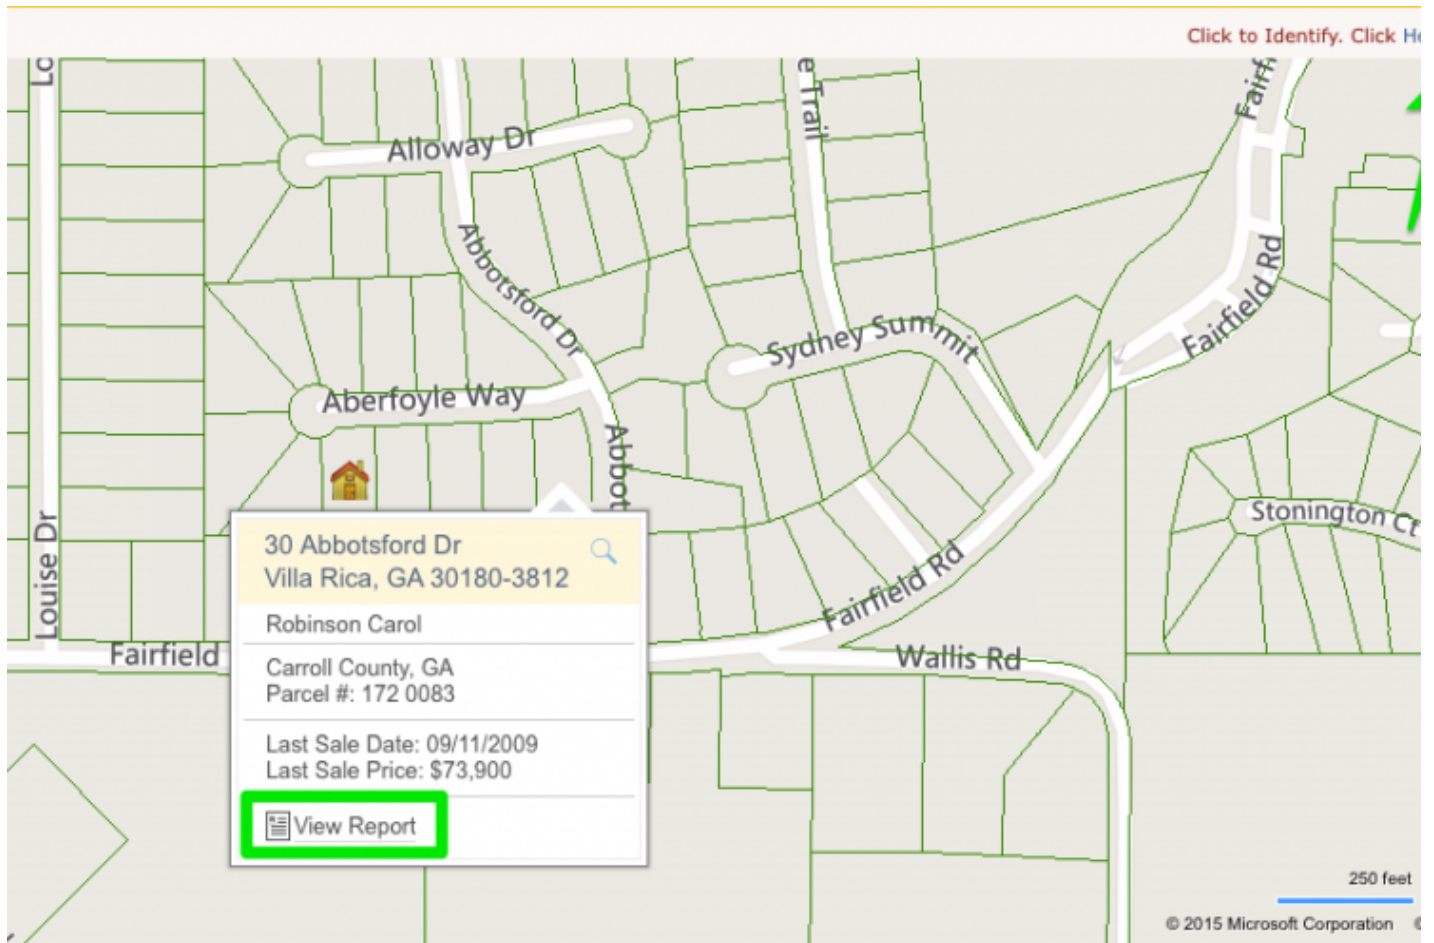 Click to Identify. Click He
Lo
Fairf
e Trail
Alloway Dr
Abbotsford Dr
Fairfield Rd
Sydney Summit
Aberfoyle Way
Abbot
Stonington Ct
Louise Dr
30 Abbotsford Dr
Villa Rica, GA 30180-3812
Robinson Carol
Fairfield Rd
Fairfield
Wallis Rd
Carroll County, GA
Parcel #: 172 0083
Last Sale Date: 09/11/2009
Last Sale Price: $73,900
View Report
250 feet
© 2015 Microsoft Corporation ©